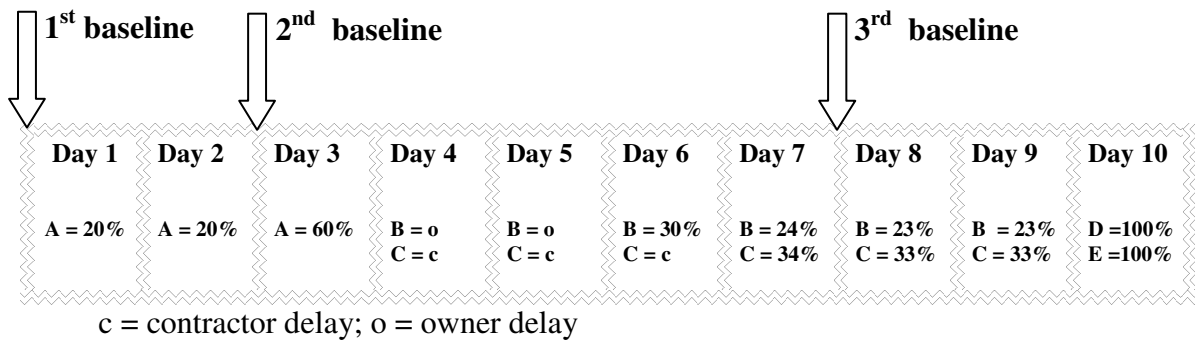 1st baseline 2nd baseline 3rd baseline
Day 1 Day 2 Day 3 Day 4 Day 5 Day 6 Day 7 Day 8 Day 9 Day 10
A = 20% A = 20% A = 60% B = o B = o B = 30% B = 24% B = 23% B = 23% D =100%
C = c C = c C = c C = 34% C = 33% C = 33% E =100%
c = contractor delay; o = owner delay